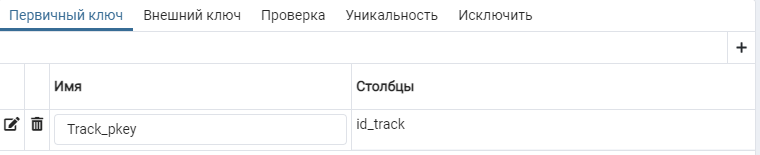 Первичный ключ Внешний ключ Проверка Уникальность Исключить
+
Имя Столбцы
Track_pkey id_track